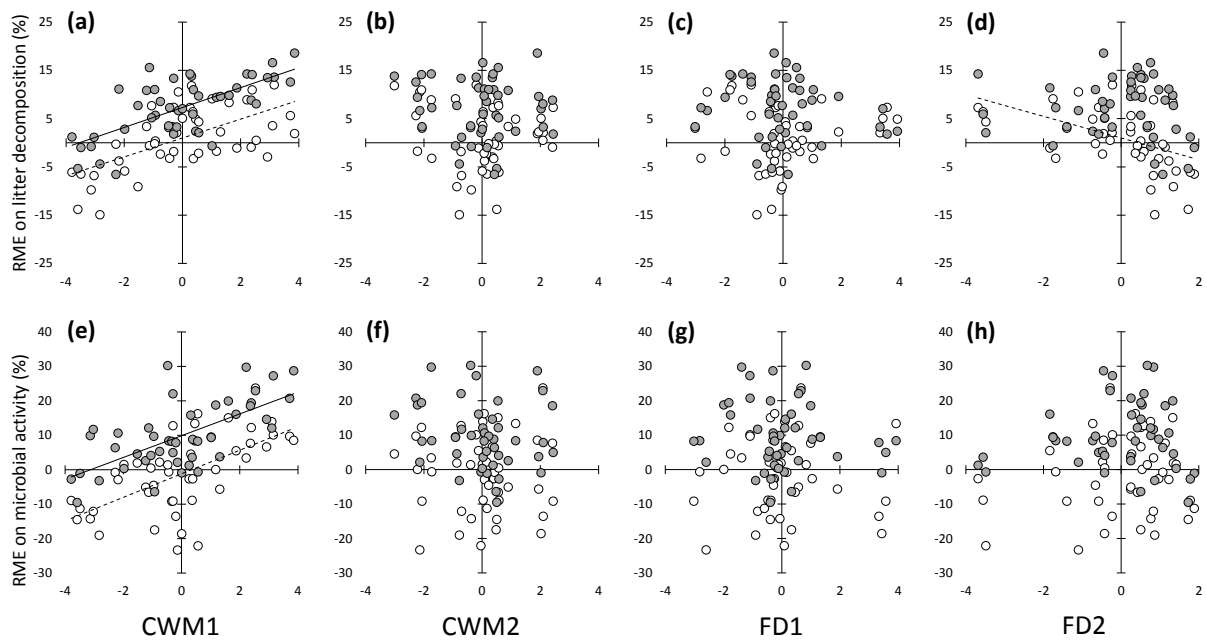 (a) (b) (c) (d)
RME on litter decomposition (%)
25 25 25 25
15 15 15 15
5 5 5 5
-5 -5 -5 -5
-15 -15 -15 -15
-25 -25 -25 -25
-4 -2 0 2 4 -4 -2 0 2 4 -4 -2 0 2 4 -4 -2 0 2
(e) (f) (g) (h)
RME on microbial activity (%)
40 40 40 40
30 30 30 30
20 20 20 20
10 10 10 10
0 0 0 0
-10 -10 -10 -10
-20 -20 -20 -20
-30 -30 -30 -30
-4 -2 0 2 4 -4 -2 0 2 4 -4 -2 0 2 4 -4 -2 0 2
CWM1 CWM2 FD1 FD2